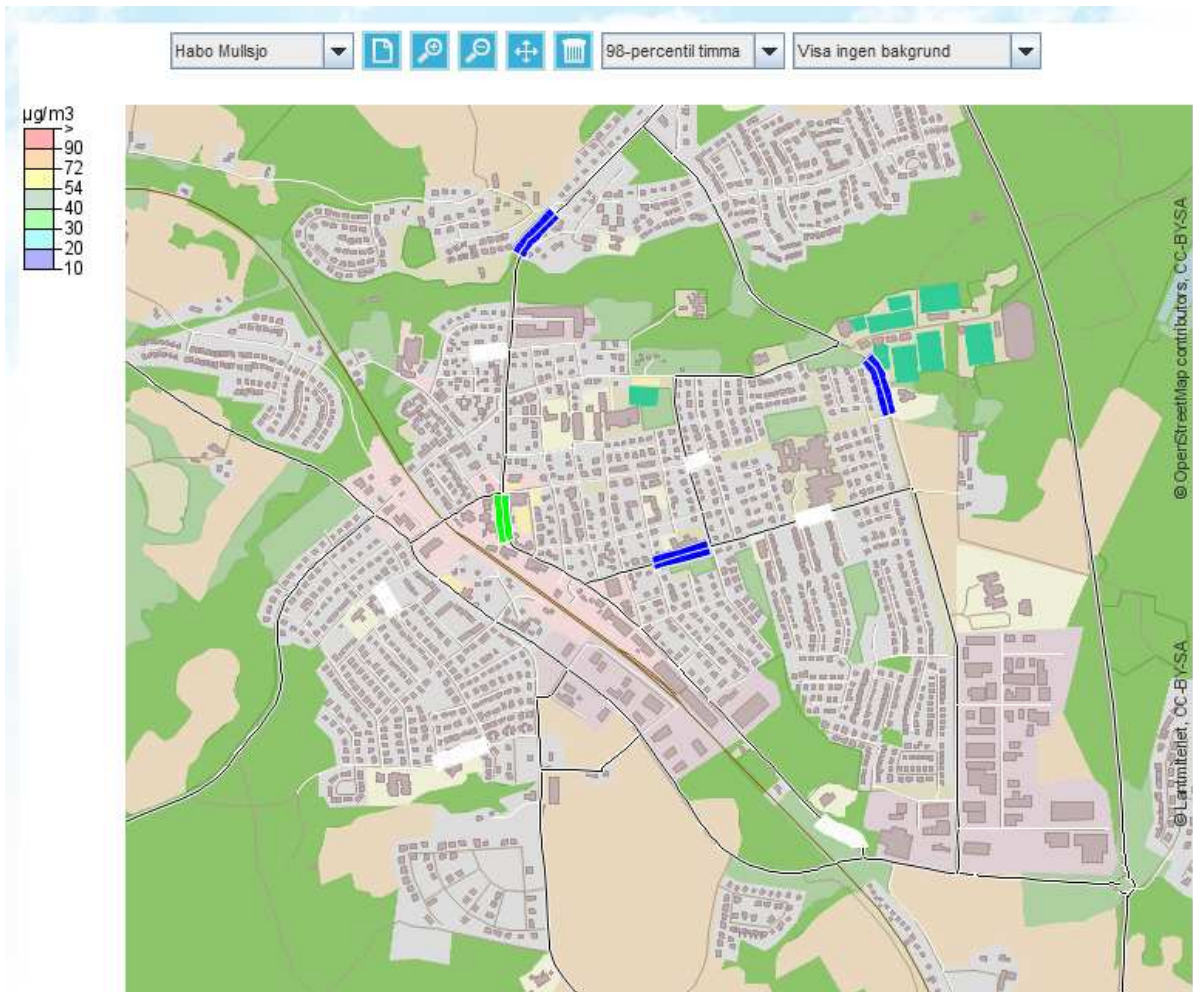 Habo Mullsjo
98-percentil timma
Visa ingen bakgrund
µg/m3
>
90
72
54
40
30
20
10
© OpenStreetMap contributors, CC-BY-SA
© Lantmäteriet, CC-BY-SA